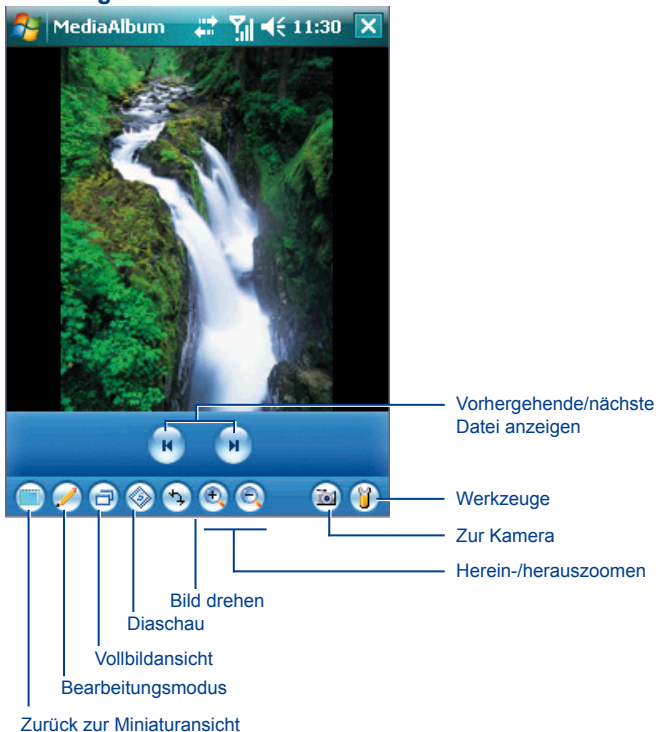 MediaAlbum 11:30
Vorhergehende/nächste
Datei anzeigen
Werkzeuge
Zur Kamera
Herein-/herauszoomen
Bild drehen
Diaschau
Vollbildansicht
Bearbeitungsmodus
Zurück zur Miniaturansicht